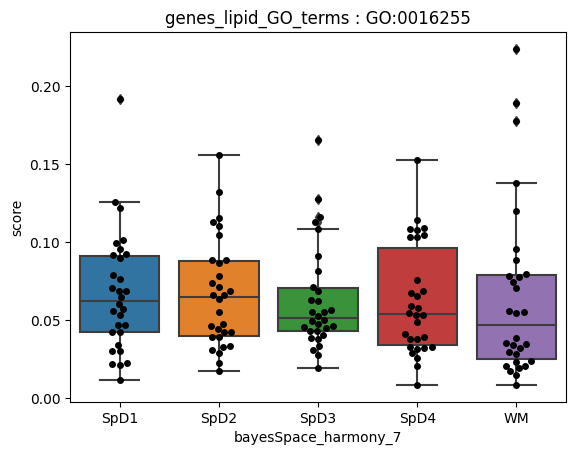 genes_lipid_GO_terms : GO:0016255
0.20
0.15
0.10
0.05
0.00
score
SpD1 SpD2 SpD3 SpD4 WM
bayesSpace_harmony_7